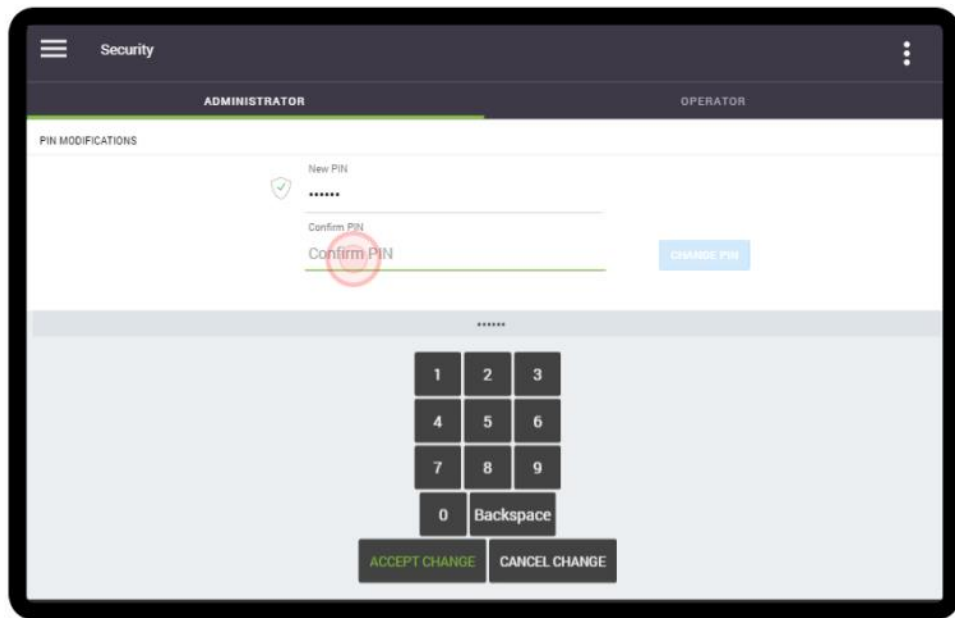 Security
ADMINISTRATOR OPERATOR
PIN MODIFICATIONS
New PIN
••••••
Confirm PIN
Confirm PIN
CHANGE PIN
••••••
1 2 3
4 5 6
7 8 9
0 Backspace
ACCEPT CHANGE CANCEL CHANGE